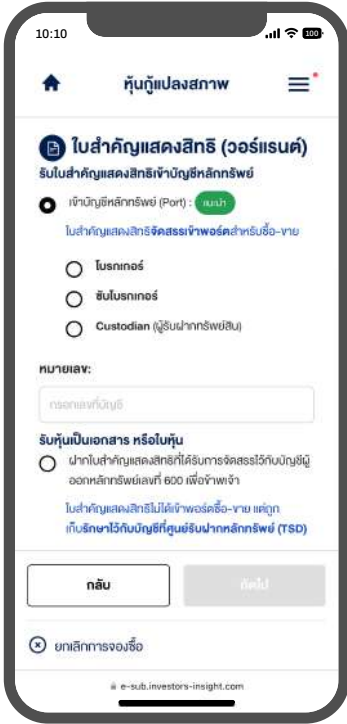 10:10
100
หุ้นกู้แปลงสภาพ
ใบสำคัญแสดงสิทธิ (วอร์แรนต์)
รับใบสำคัญแสดงสิทธิเข้าบัญชีหลักทรัพย์
เข้าบัญชีหลักทรัพย์ (Port) : แนะนำ
ใบสำคัญแสดงสิทธิจัดสรรเข้าพอร์ตสำหรับซื้อ-ขาย
โบรกเกอร์
ซับโบรกเกอร์
Custodian (ผู้รับฝากทรัพย์สิน)
หมายเลข:
กรอกเลขที่บัญชี
รับหุ้นเป็นเอกสาร หรือใบหุ้น
ฝากใบสำคัญแสดงสิทธิที่ได้รับการจัดสรรไว้กับบัญชีผู้
ออกหลักทรัพย์เลขที่ 600 เพื่อข้าพเจ้า
ใบสำคัญแสดงสิทธิไม่ได้เข้าพอร์ตซื้อ-ขาย แต่ถูก
เก็บรักษาไว้กับบัญชีที่ศูนย์รับฝากหลักทรัพย์ (TSD)
กลับ
ถัดไป
ยกเลิกการจองซื้อ
e-sub.investors-insight.com